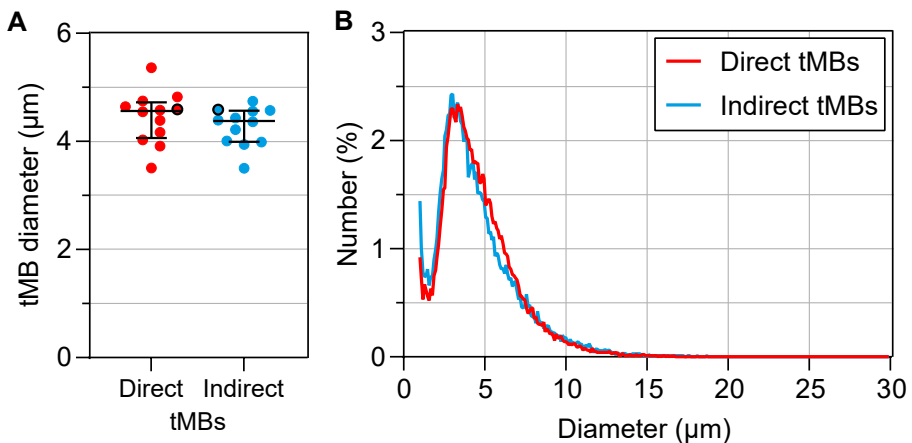 A
tMB diameter (µm)
6
4
2
0
Direct Indirect
tMBs
B
Number (%)
3
2
1
0
Direct tMBs
Indirect tMBs
0 5 10 15 20 25 30
Diameter (µm)